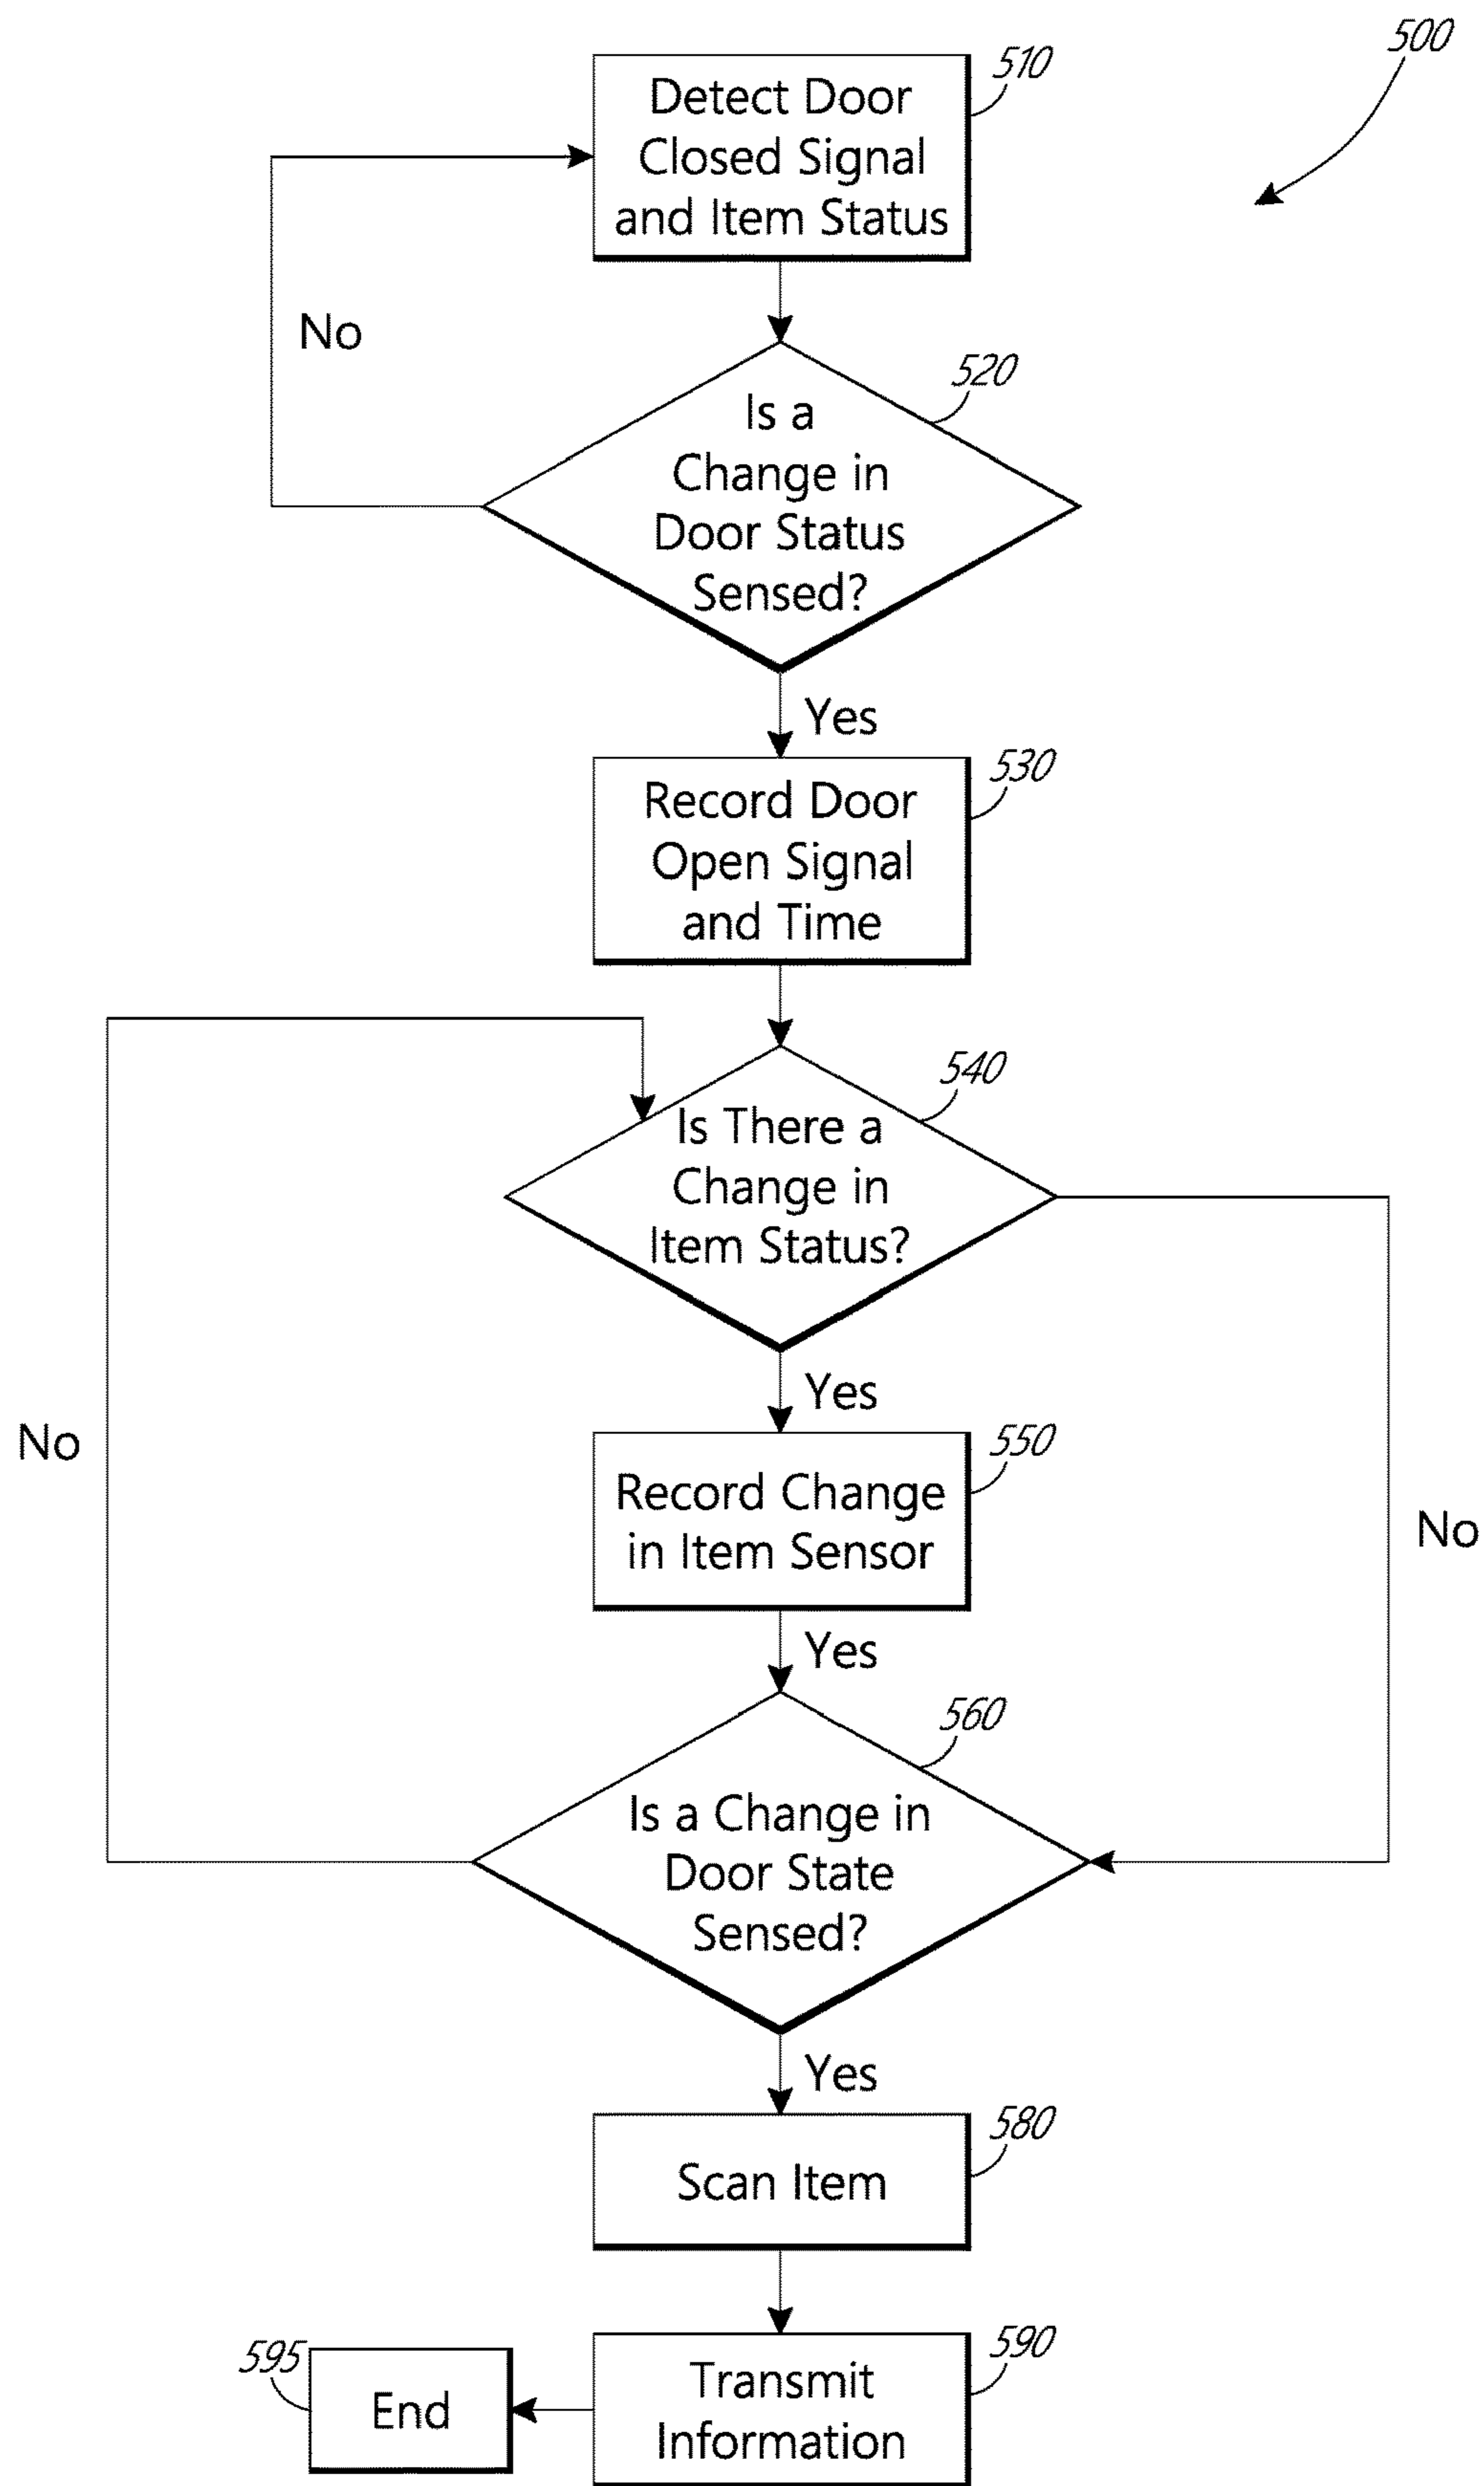 500
510
Detect Door
Closed Signal
and Item Status
No
520
Is a
Change in
Door Status
Sensed?
Yes
530
Record Door
Open Signal
and Time
540
Is There a
Change in
Item Status?
Yes
No
550
Record Change
in Item Sensor
No
Yes
560
Is a Change in
Door State
Sensed?
Yes
580
Scan Item
590
Transmit
Information
595
End